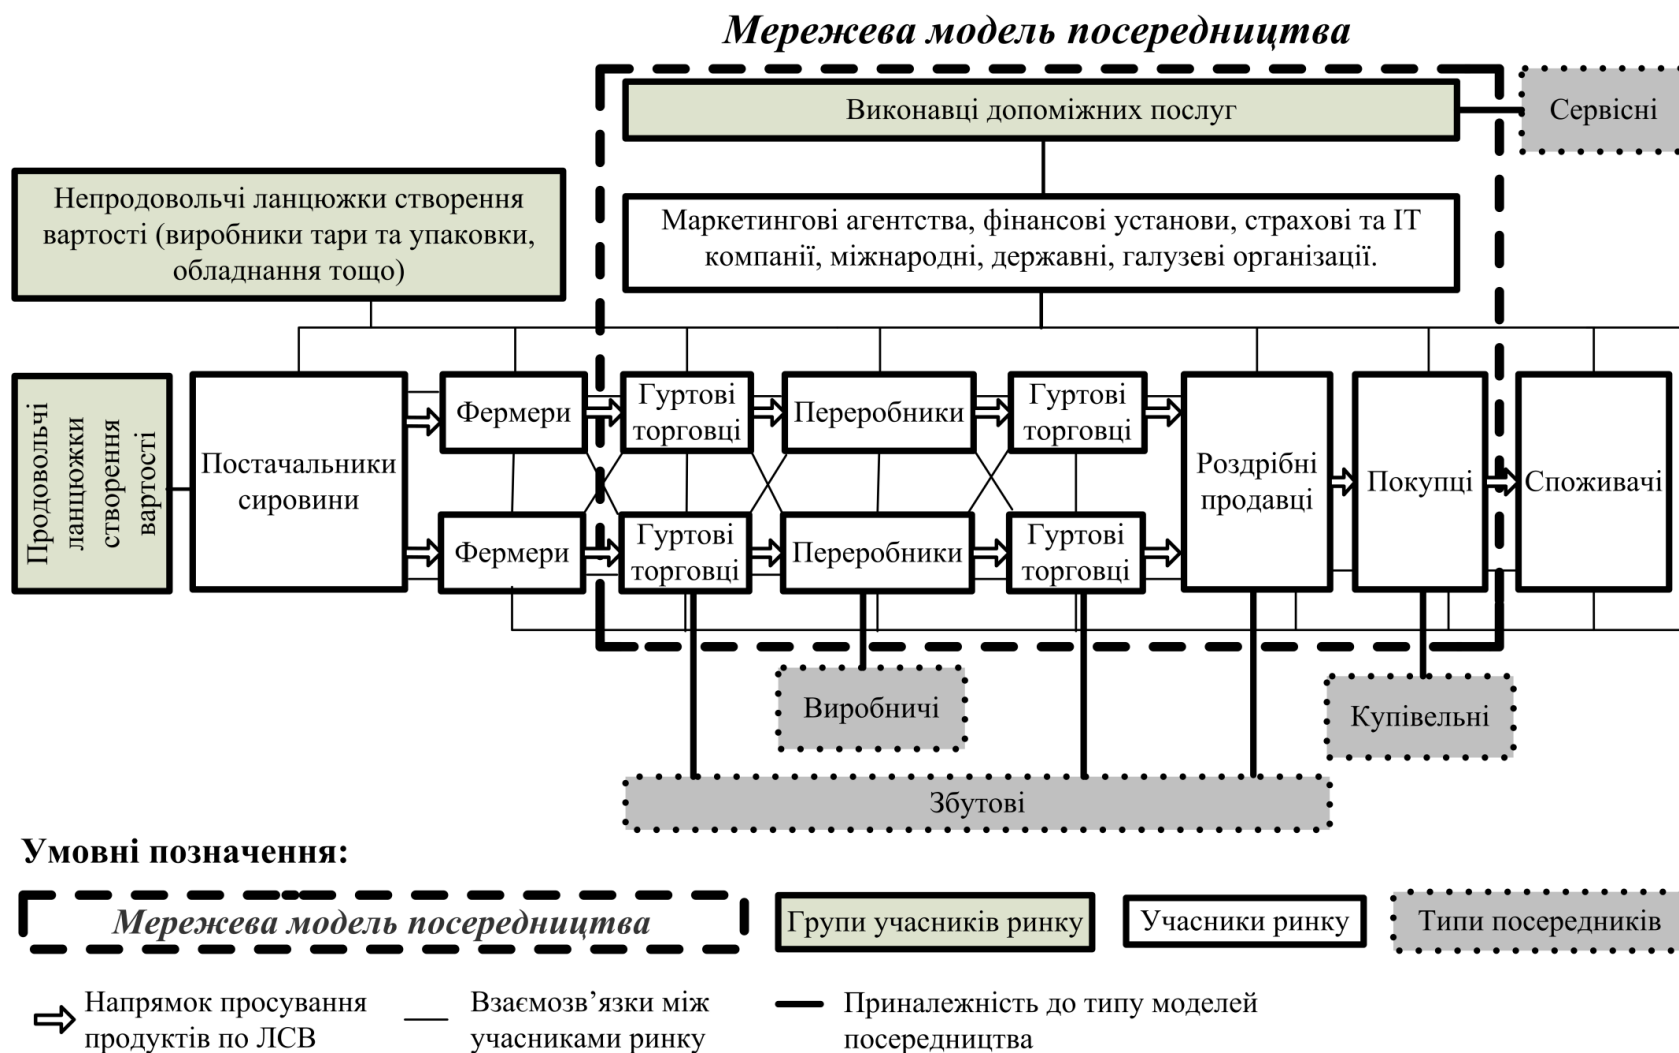 Мережева модель посередництва
Виконавці допоміжних послуг
Сервісні
Непродовольчі ланцюжки створення
вартості (виробники тари та упаковки,
обладнання тощо)
Маркетингові агентства, фінансові установи, страхові та ІТ
компанії, міжнародні, державні, галузеві організації.
Продовольчі
ланцюжки
створення
вартості
Постачальники
сировини
Фермери
Гуртові
торговці
Переробники
Гуртові
торговці
Фермери
Гуртові
торговці
Переробники
Гуртові
торговці
Роздрібні
продавці
Покупці
Споживачі
Виробничі
Купівельні
Збутові
Умовні позначення:
Мережева модель посередництва
Групи учасників ринку
Учасники ринку
Типи посередників
Напрямок просування
продуктів по ЛСВ
Взаємозв’язки між
учасниками ринку
Приналежність до типу моделей
посередництва